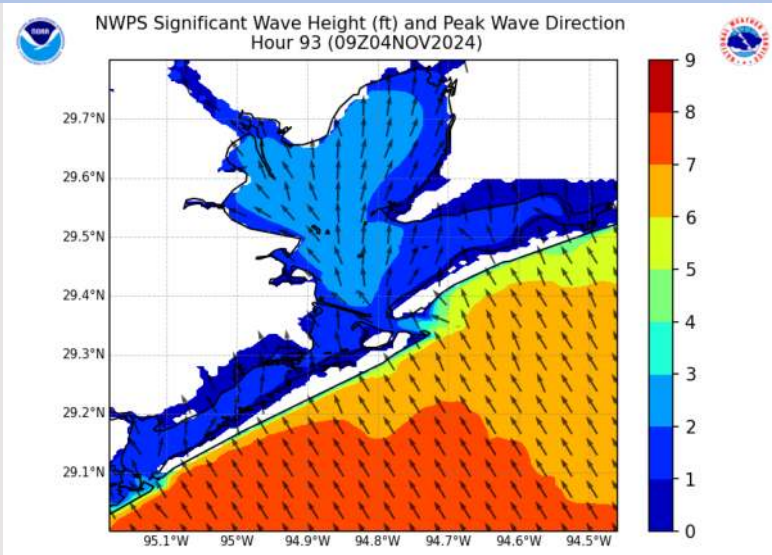 NWPS Significant Wave Height (ft) and Peak Wave Direction
Hour 93 (09Z04NOV2024)
NOAA
29.7°N
29.6°N
29.5°N
29.4°N
29.3°N
29.2°N
29.1°N
95.1°W 95°W 94.9°W 94.8°W 94.7°W 94.6°W 94.5°W
9
8
7
6
5
4
3
2
1
0